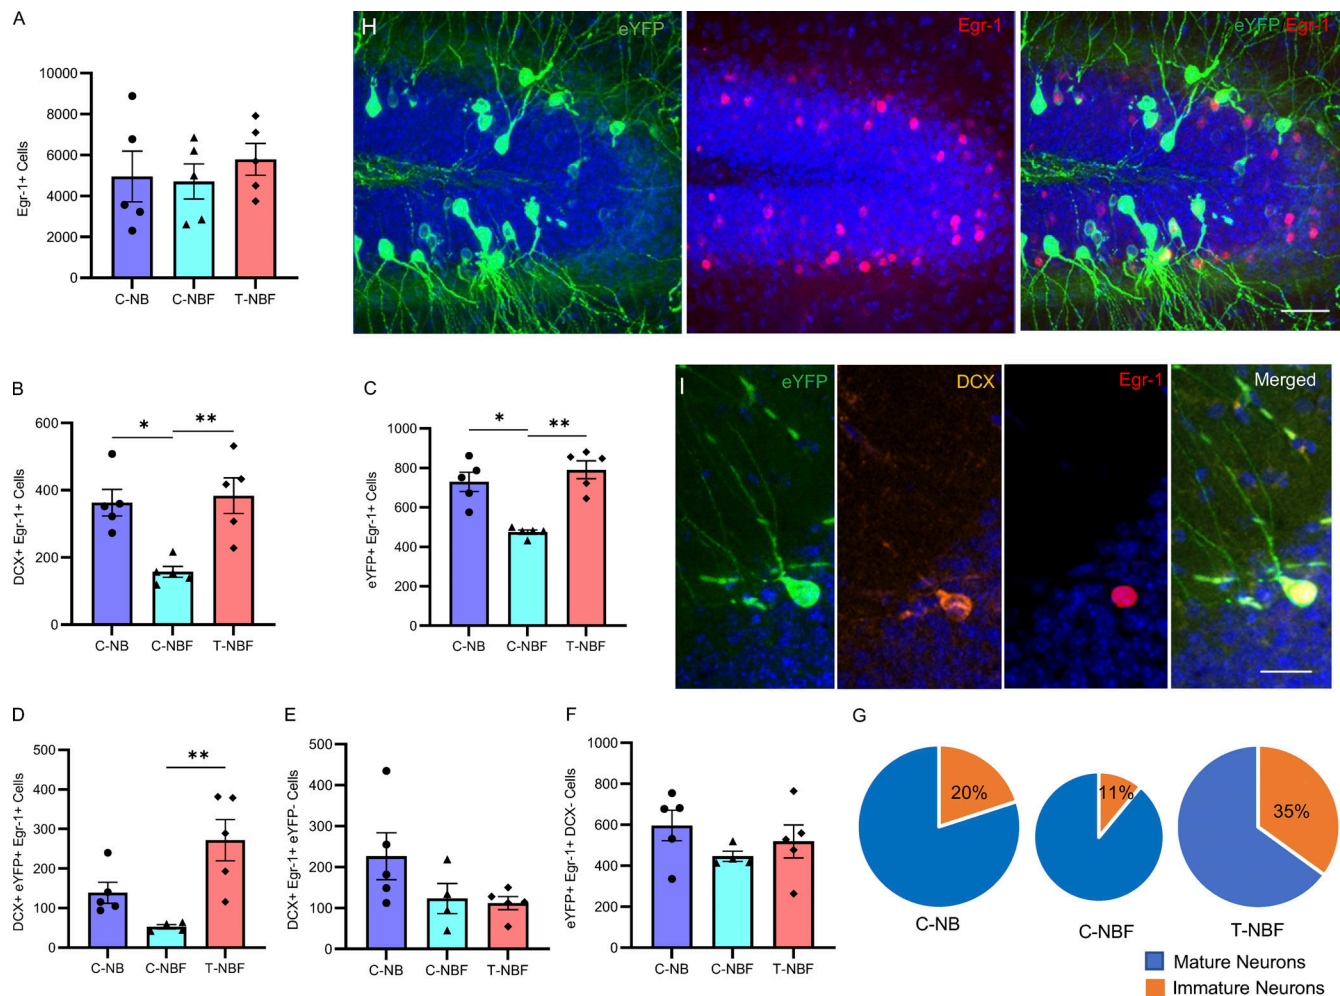 A
Egr-1+ Cells
10000
8000
6000
4000
2000
0
C-NB C-NBF T-NBF
H eYFP Egr-1 eYFP Egr-1
B
DCX+ Egr-1+ Cells
600
400
200
0
* **
C-NB C-NBF T-NBF
C
eYFP+ Egr-1+ Cells
1000
800
600
400
200
0
* **
C-NB C-NBF T-NBF
I eYFP DCX Egr-1 Merged
D
DCX+ eYFP+ Egr-1+ Cells
500
400
300
200
100
0
**
C-NB C-NBF T-NBF
E
DCX+ Egr-1+ eYFP- Cells
500
400
300
200
100
0
C-NB C-NBF T-NBF
F
eYFP+ Egr-1+ DCX- Cells
1000
800
600
400
200
0
C-NB C-NBF T-NBF
G
20% 11% 35%
C-NB C-NBF T-NBF
Mature Neurons
Immature Neurons